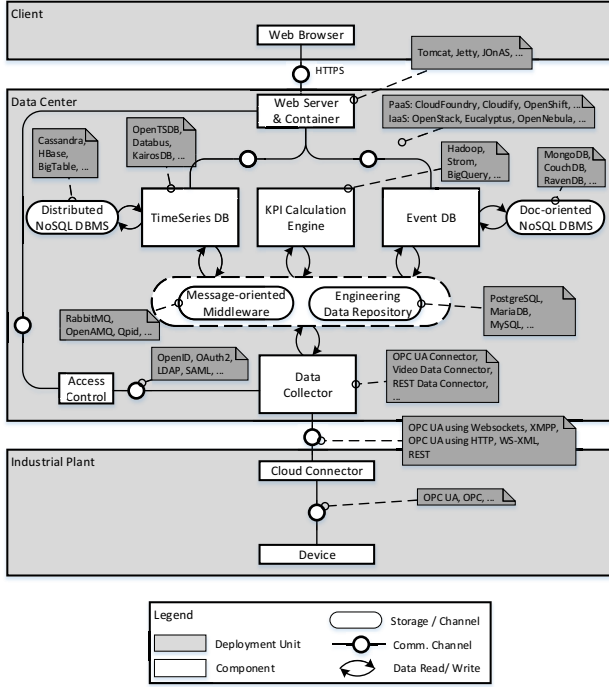 Client
Web Browser
HTTPS
Tomcat, Jetty, JOnAS, ...
Data Center
Web Server
& Container
PaaS: CloudFoundry, Cloudify, OpenShift, ...
IaaS: OpenStack, Eucalyptus, OpenNebula, ...
Cassandra,
HBase,
BigTable, ...
OpenTSDB,
Databus,
KairosDB, ...
Hadoop,
Strom,
BigQuery, ...
MongoDB,
CouchDB,
RavenDB, ...
Distributed
NoSQL DBMS
TimeSeries DB
KPI Calculation
Engine
Event DB
Doc-oriented
NoSQL DBMS
Message-oriented
Middleware
Engineering
Data Repository
RabbitMQ,
OpenAMQ, Qpid, ...
PostgreSQL,
MariaDB,
MySQL, ...
OpenID, OAuth2,
LDAP, SAML, ...
Access
Control
Data
Collector
OPC UA Connector,
Video Data Connector,
REST Data Connector,
...
OPC UA using Websockets, XMPP,
OPC UA using HTTP, WS-XML,
REST
Industrial Plant
Cloud Connector
OPC UA, OPC, ...
Device
Legend
Deployment Unit
Component
Storage / Channel
Comm. Channel
Data Read/ Write